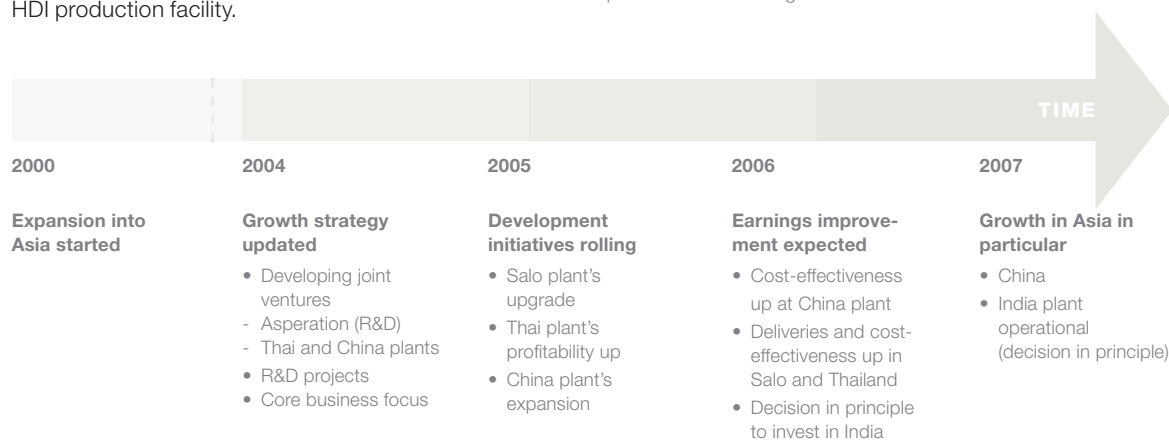 HDI production facility.
TIME
2000
Expansion into
Asia started
2004
Growth strategy
updated
• Developing joint
ventures
- Asperation (R&D)
- Thai and China plants
• R&D projects
• Core business focus
2005
Development
initiatives rolling
• Salo plant's
upgrade
• Thai plant's
profitability up
• China plant's
expansion
2006
Earnings improve-
ment expected
• Cost-effectiveness
up at China plant
• Deliveries and cost-
effectiveness up in
Salo and Thailand
• Decision in principle
to invest in India
2007
Growth in Asia in
particular
• China
• India plant
operational
(decision in principle)